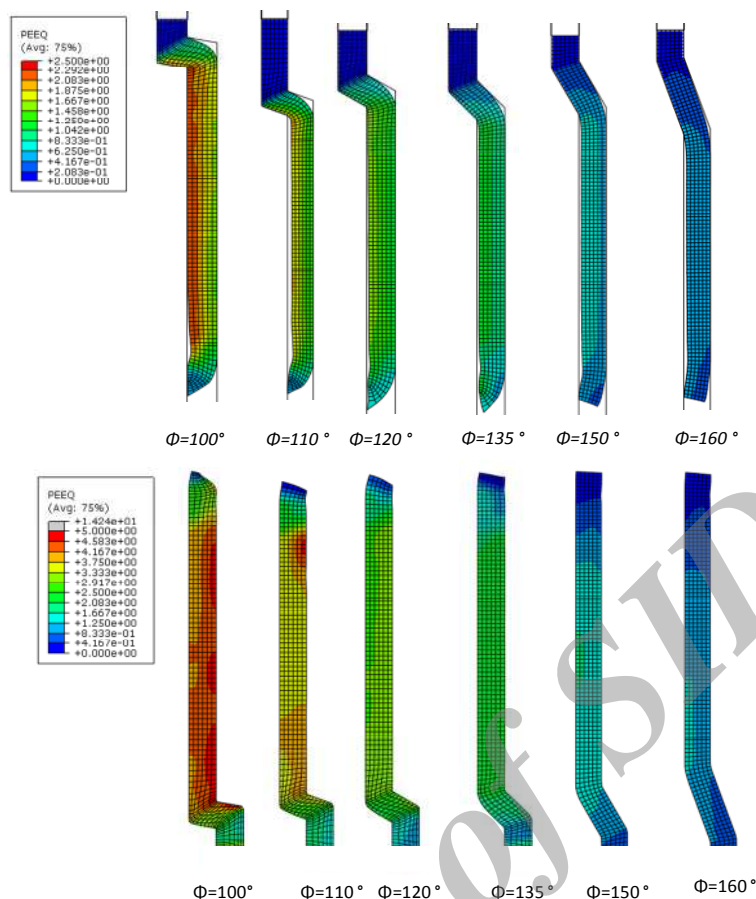 PEEQ
(Avg: 75%)
+2.500e+00
+2.292e+00
+2.083e+00
+1.875e+00
+1.667e+00
+1.458e+00
+1.250e+00
+1.042e+00
+8.333e-01
+6.250e-01
+4.167e-01
+2.083e-01
+0.000e+00
Φ=100° Φ=110 ° Φ=120 ° Φ=135 ° Φ=150 ° Φ=160 °
PEEQ
(Avg: 75%)
+1.424e+01
+5.000e+00
+4.583e+00
+4.167e+00
+3.750e+00
+3.333e+00
+2.917e+00
+2.500e+00
+2.083e+00
+1.667e+00
+1.250e+00
+8.333e-01
+4.167e-01
+0.000e+00
Φ=100° Φ=110° Φ=120° Φ=135° Φ=150° Φ=160°
of SID